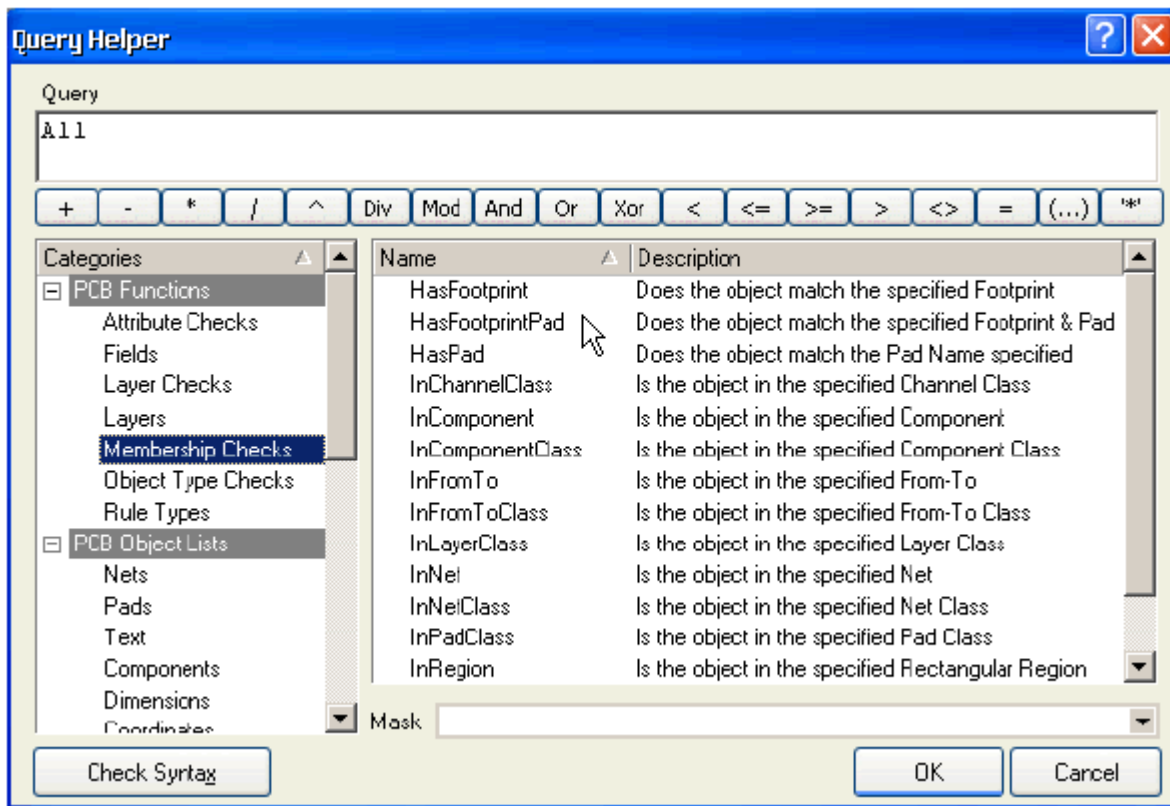 Query Helper
Query
All
+ - * / ^ Div Mod And Or Xor < <= >= > <> = (...) '*'
Categories
PCB Functions
Attribute Checks
Fields
Layer Checks
Layers
Membership Checks
Object Type Checks
Rule Types
PCB Object Lists
Nets
Pads
Text
Components
Dimensions
Coordinates
Name Description
HasFootprint Does the object match the specified Footprint
HasFootprintPad Does the object match the specified Footprint & Pad
HasPad Does the object match the Pad Name specified
InChannelClass Is the object in the specified Channel Class
InComponent Is the object in the specified Component
InComponentClass Is the object in the specified Component Class
InFromTo Is the object in the specified From-To
InFromToClass Is the object in the specified From-To Class
InLayerClass Is the object in the specified Layer Class
InNet Is the object in the specified Net
InNetClass Is the object in the specified Net Class
InPadClass Is the object in the specified Pad Class
InRegion Is the object in the specified Rectangular Region
Mask
Check Syntax OK Cancel